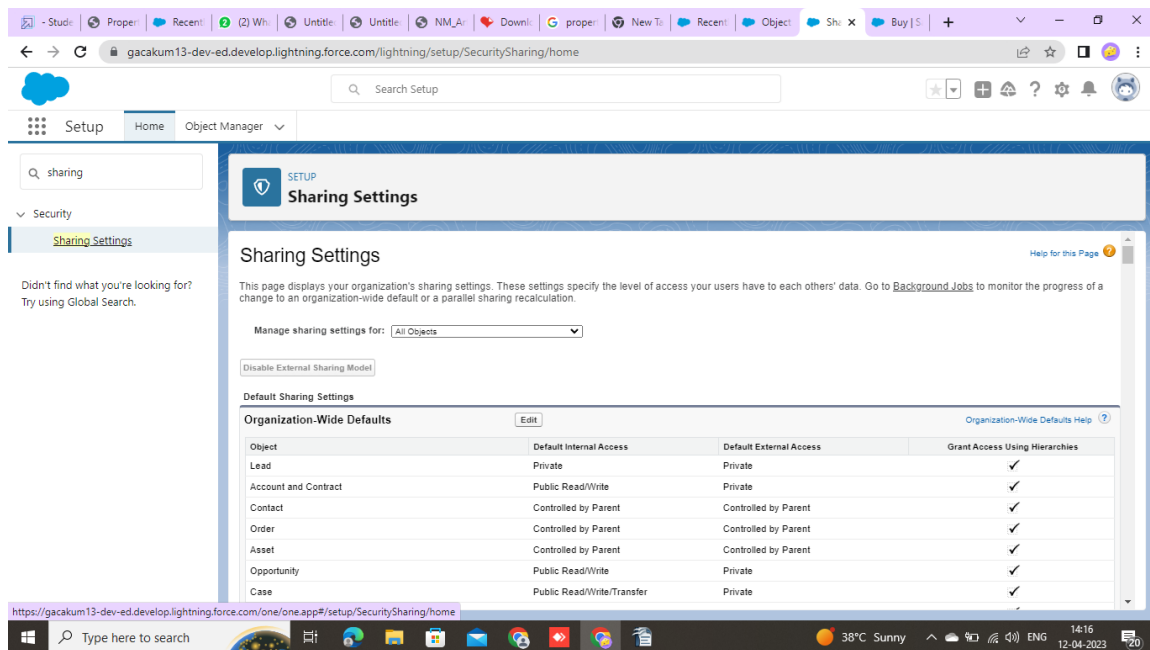 - Stude
Proper
Recent
(2) Wha
Untitle
Untitle
NM_Ar
Downlo
proper
New Ta
Recent
Object
Sha
Buy | S
gacakum13-dev-ed.develop.lightning.force.com/lightning/setup/SecuritySharing/home
Search Setup
Setup
Home
Object Manager
sharing
Security
Sharing Settings
Didn't find what you're looking for?
Try using Global Search.
SETUP
Sharing Settings
Sharing Settings
Help for this Page
This page displays your organization's sharing settings. These settings specify the level of access your users have to each others' data. Go to Background Jobs to monitor the progress of a
change to an organization-wide default or a parallel sharing recalculation.
Manage sharing settings for: All Objects
Disable External Sharing Model
Default Sharing Settings
Organization-Wide Defaults Edit Organization-Wide Defaults Help ?
Object Default Internal Access Default External Access Grant Access Using Hierarchies
Lead Private Private
Account and Contract Public Read/Write Private
Contact Controlled by Parent Controlled by Parent
Order Controlled by Parent Controlled by Parent
Asset Controlled by Parent Controlled by Parent
Opportunity Public Read/Write Private
Case Public Read/Write/Transfer Private
https://gacakum13-dev-ed.develop.lightning.force.com/one/one.app#/setup/SecuritySharing/home
Type here to search
38°C Sunny
ENG
14:16
12-04-2023
20